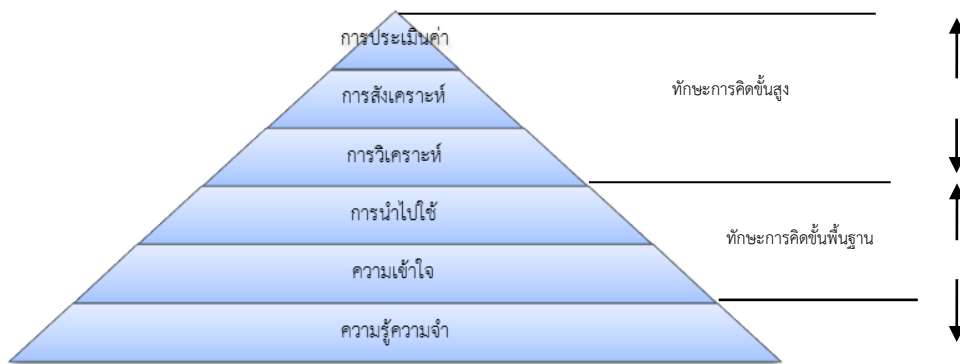 การประเมินค่า
การสังเคราะห์
ทักษะการคิดขั้นสูง
การวิเคราะห์
การนำไปใช้
ทักษะการคิดขั้นพื้นฐาน
ความเข้าใจ
ความรู้ความจำ